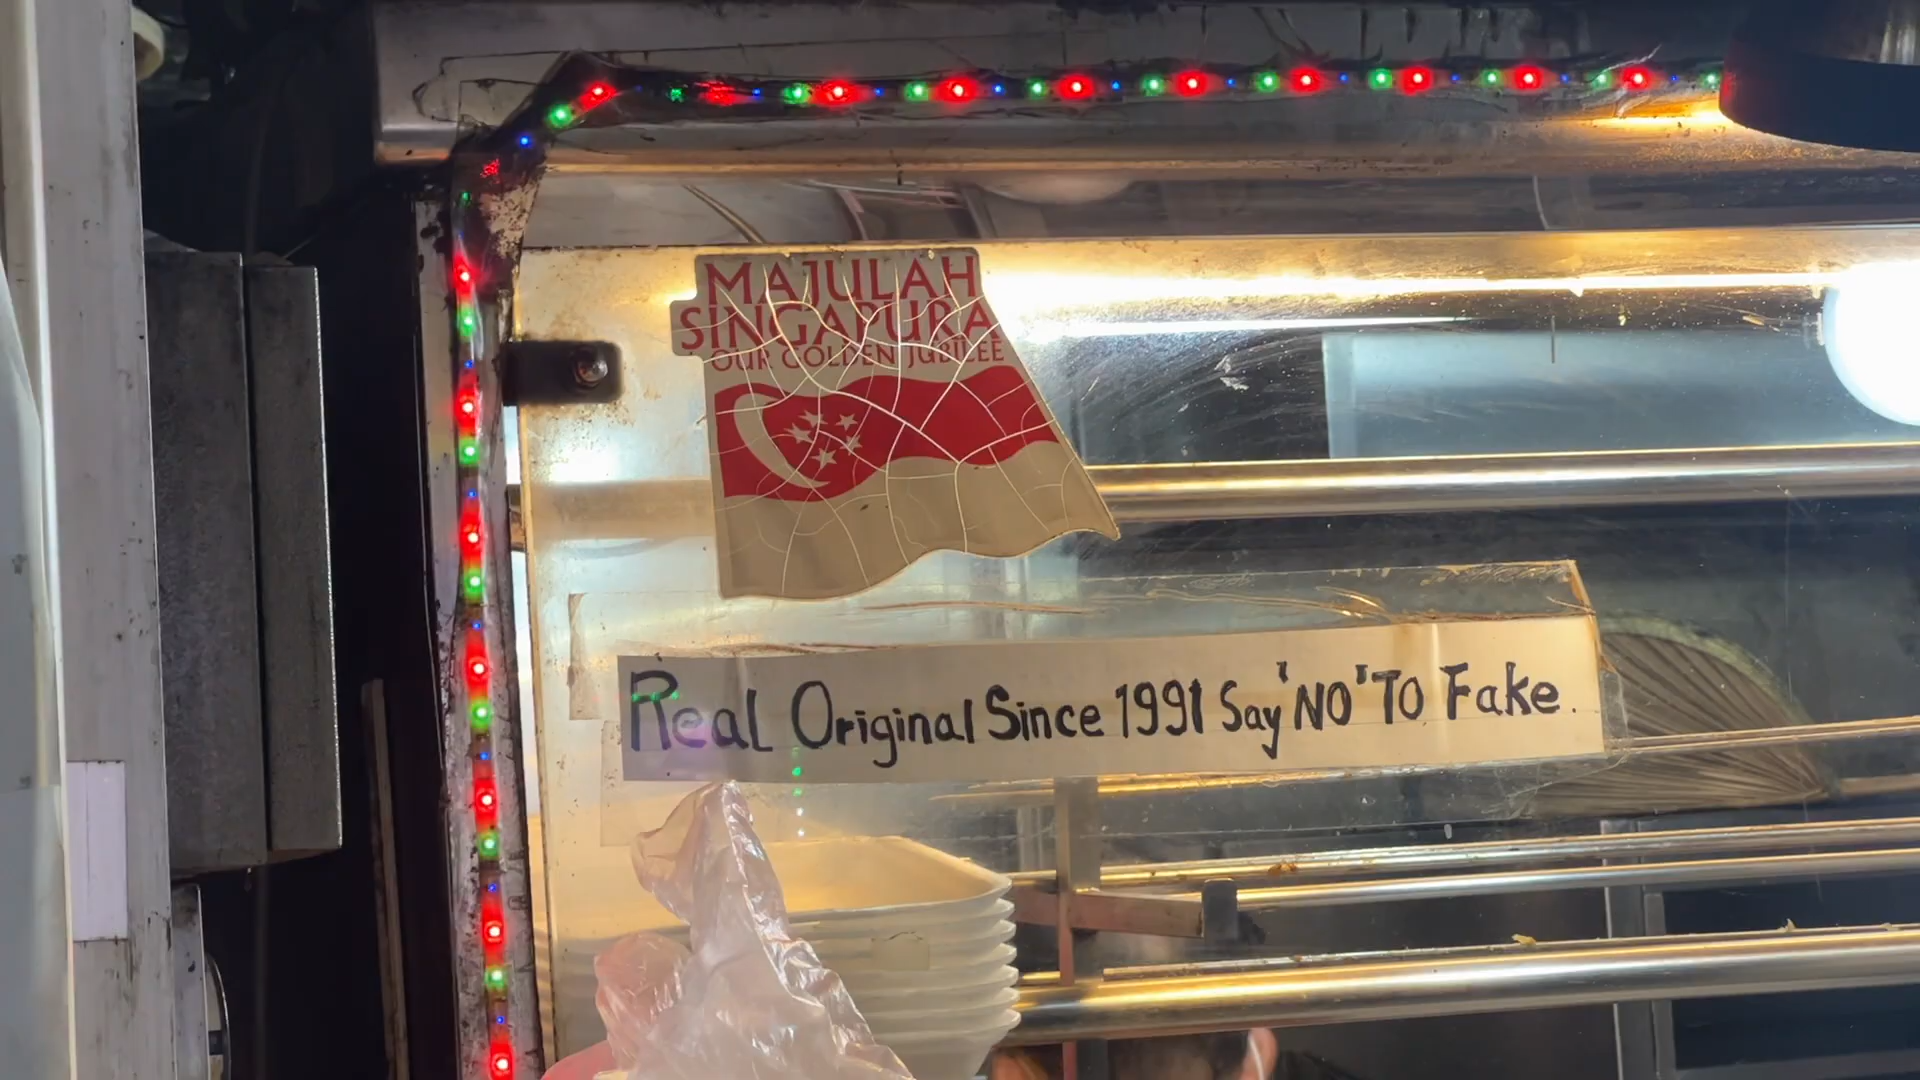 MAJULAH
SINGAPURA
OUR GOLDEN JUBILEE
Real Original Since 1991 Say 'NO' TO Fake.